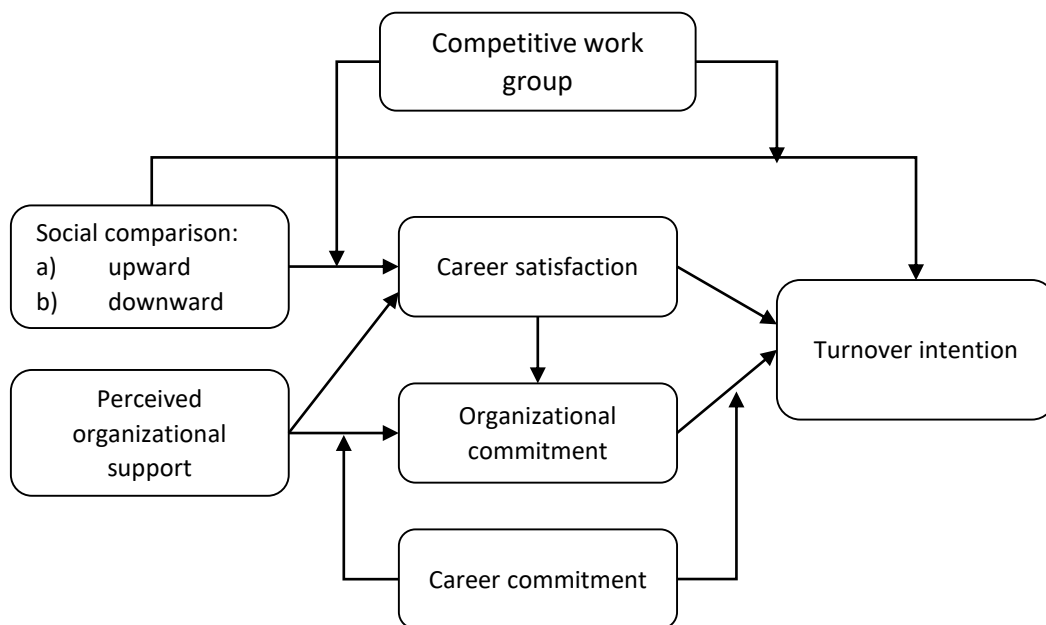 Competitive work
group
Social comparison:
a) upward
b) downward
Career satisfaction
Turnover intention
Perceived
organizational
support
Organizational
commitment
Career commitment